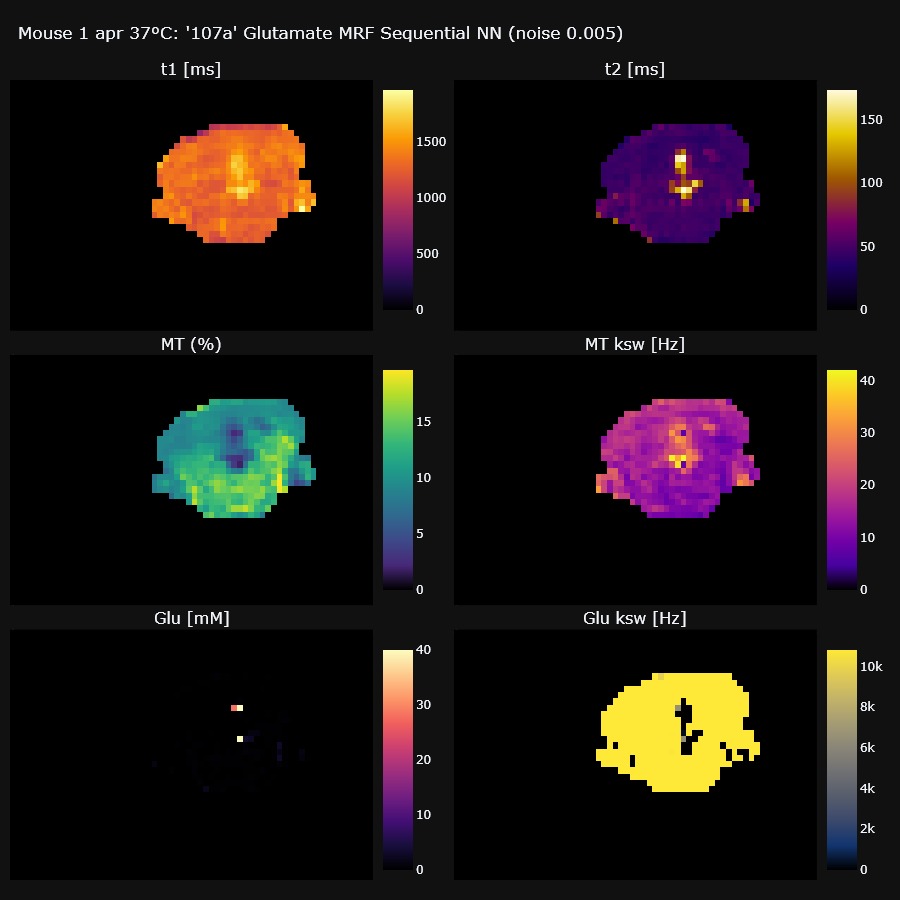 Mouse 1 apr 37ºC: '107a' Glutamate MRF Sequential NN (noise 0.005)
t1 [ms]
t2 [ms]
1500
1000
500
0
150
100
50
0
MT (%)
MT ksw [Hz]
15
10
5
0
40
30
20
10
0
Glu [mM]
Glu ksw [Hz]
40
30
20
10
0
10k
8k
6k
4k
2k
0